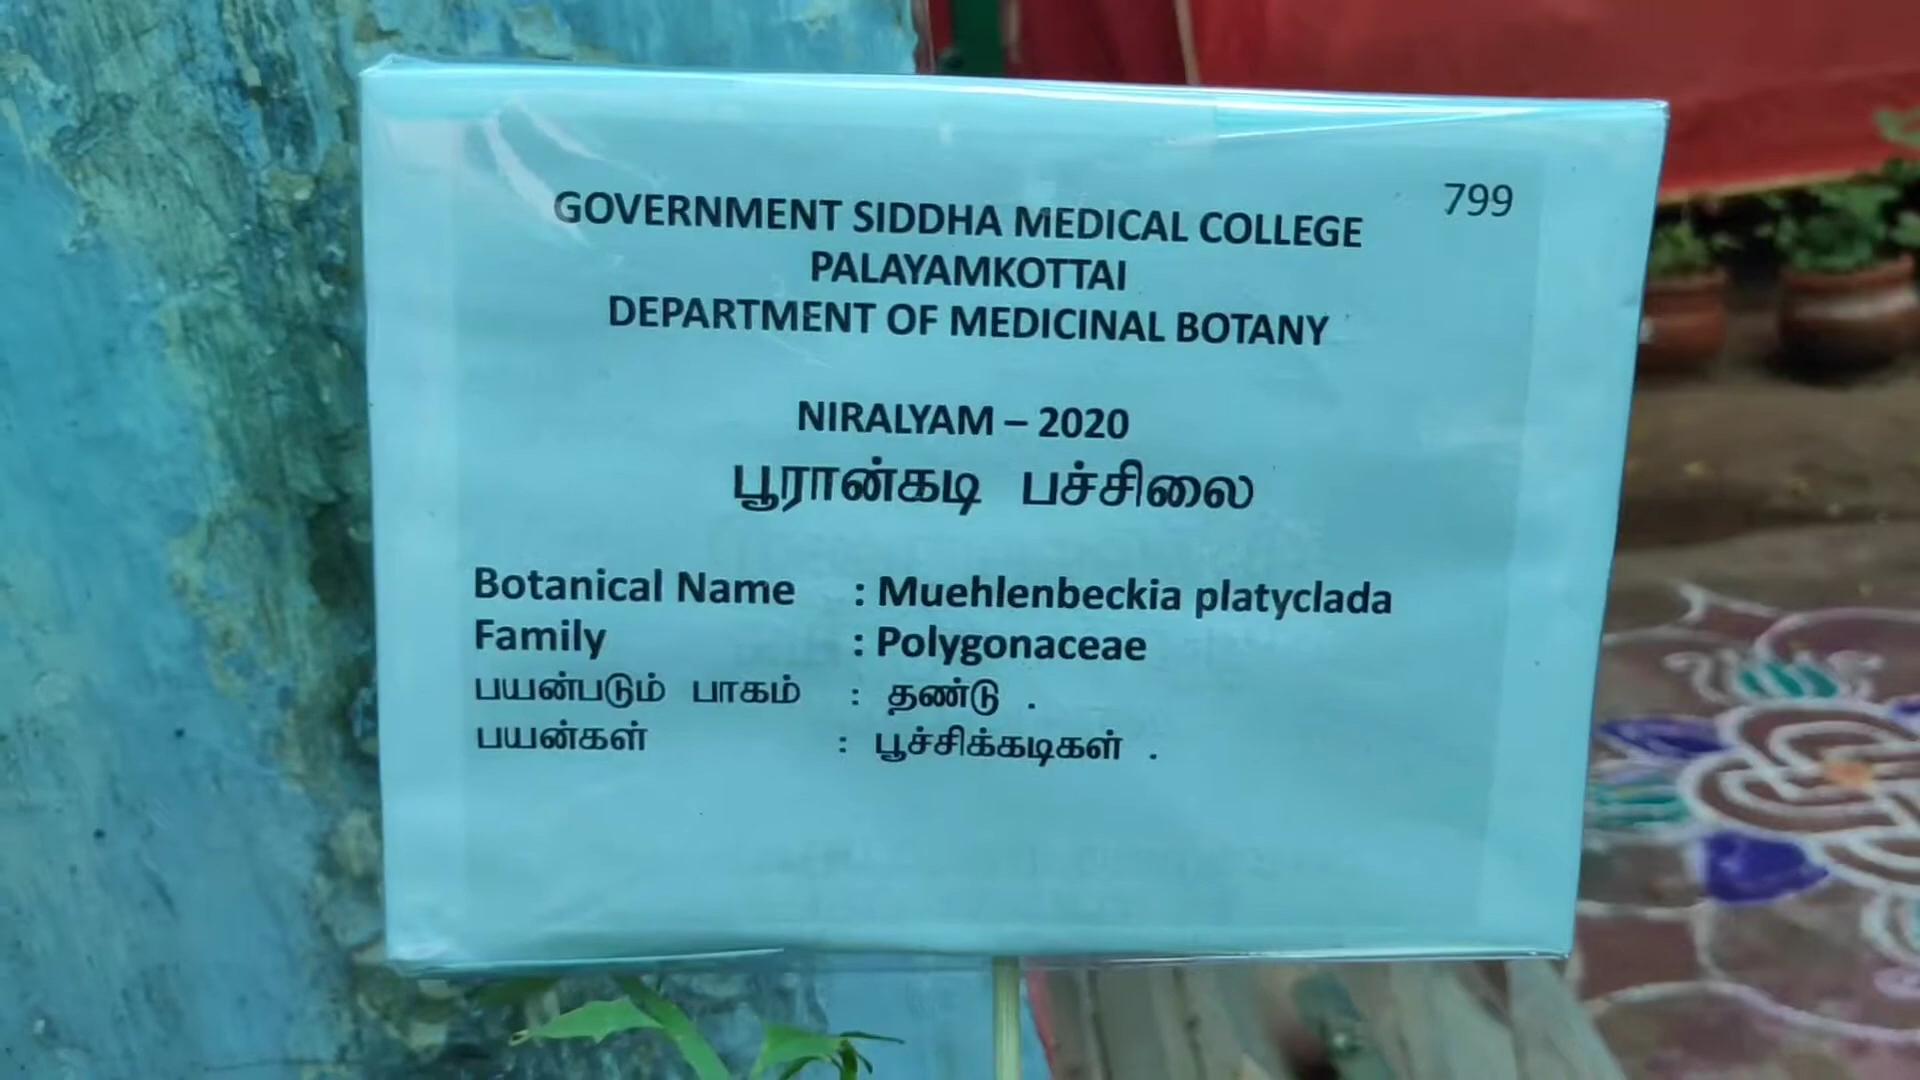 799
GOVERNMENT SIDDHA MEDICAL COLLEGE
PALAYAMKOTTAI
DEPARTMENT OF MEDICINAL BOTANY
NIRALYAM – 2020
பூரான்கடி பச்சிலை
Botanical Name : Muehlenbeckia platyclada
Family : Polygonaceae
பயன்படும் பாகம் : தண்டு .
பயன்கள் : பூச்சிக்கடிகள் .